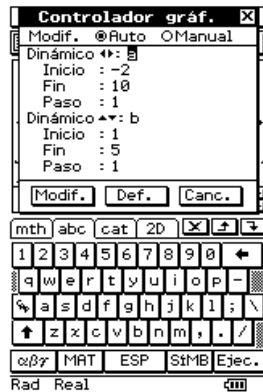 Controlador gráf.
Modif. Auto Manual
Dinámico ◂▸: a
Inicio : -2
Fin : 10
Paso : 1
Dinámico ▴▾: b
Inicio : 1
Fin : 5
Paso : 1
Modif. Def. Canc.
mth abc cat 2D
1 2 3 4 5 6 7 8 9 0
q w e r t y u i o p -
a s d f g h j k l ; \
z x c v b n m , . /
αβγ MAT ESP SÍMB Ejec.
Rad Real